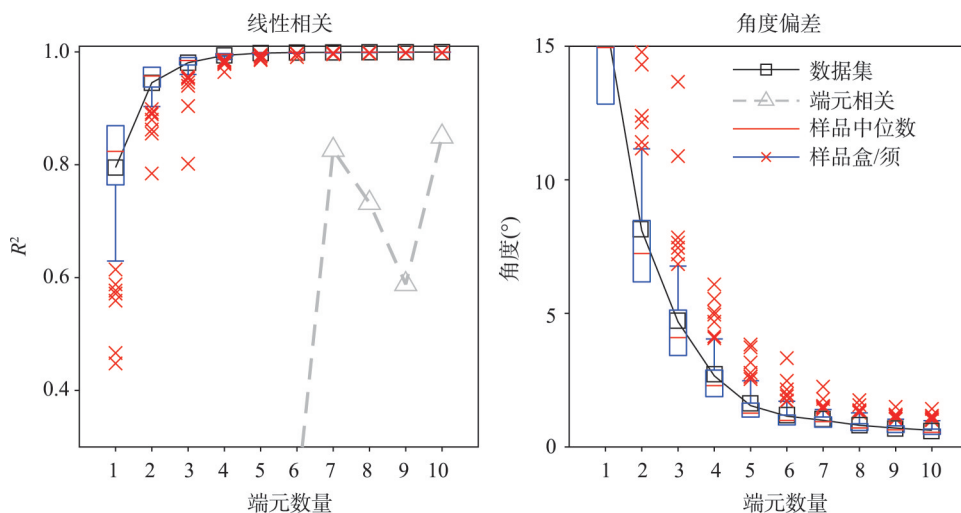 线性相关
R²
1.0
0.8
0.6
0.4
1 2 3 4 5 6 7 8 9 10
端元数量
角度偏差
角度(°)
15
10
5
0
数据集
端元相关
样品中位数
样品盒/须
1 2 3 4 5 6 7 8 9 10
端元数量